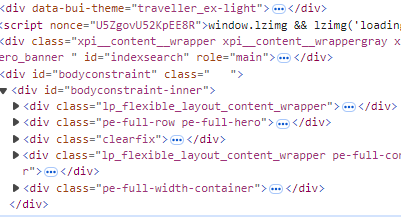 <div data-bui-theme="traveller_ex-light"></div>
<script nonce="U5ZgovU52KpEE8R">window.lzimg && lzimg('loadin
<div class="xpi__content__wrapper xpi__content__wrappergray x
ero_banner " id="indexsearch" role="main"></div>
<div id="bodyconstraint" class="   ">
<div id="bodyconstraint-inner">
<div class="lp_flexible_layout_content_wrapper"></div>
<div class="pe-full-row pe-full-hero"></div>
<div class="clearfix"></div>
<div class="lp_flexible_layout_content_wrapper pe-full-co
r"></div>
<div class="pe-full-width-container"></div>
</div>